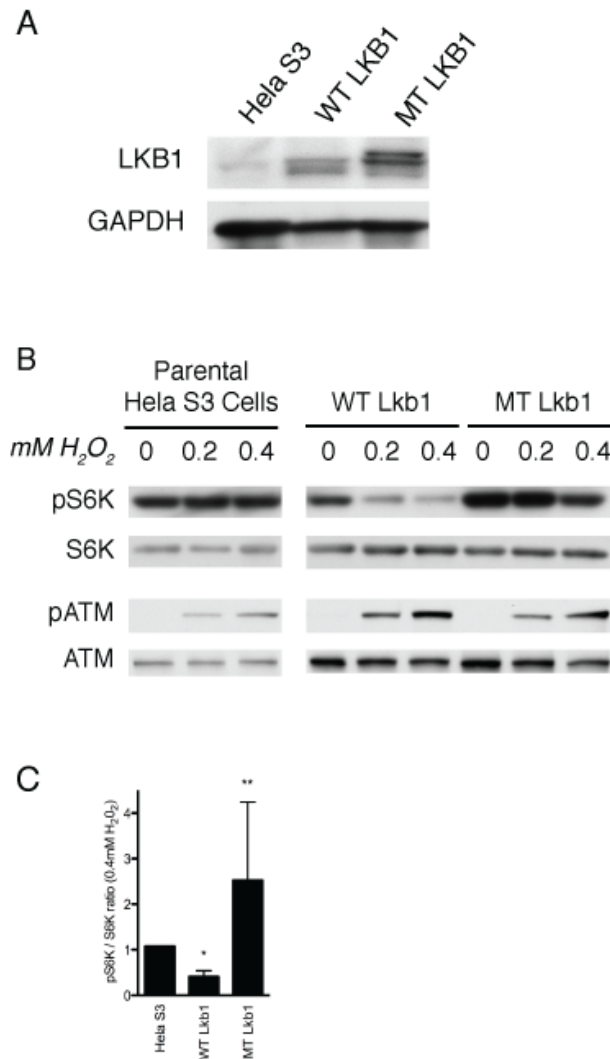 A
Hela S3
WT LKB1
MT LKB1
LKB1
GAPDH
B
Parental
Hela S3 Cells
WT Lkb1
MT Lkb1
mM H₂O₂ 0 0.2 0.4 0 0.2 0.4 0 0.2 0.4
pS6K
S6K
pATM
ATM
C
pS6K / S6K ratio (0.4mM H₂0₂)
4
3
2
1
0
*
**
Hela S3
WT Lkb1
MT Lkb1